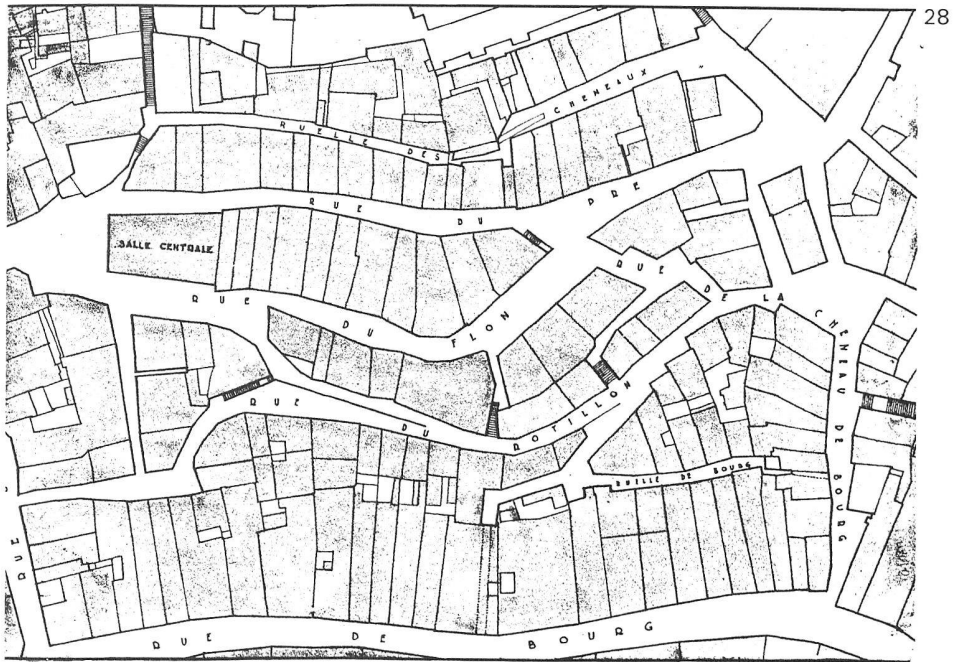 28
RUELLE DES CHENEAUX
RUE DU PRE
SALLE CENTRALE
RUE DU FLON
RUE DE LA CHENEAU DE BOURG
RUE DU ROTILLON
RUELLE DE BOURG
RUE
RUE DE BOURG